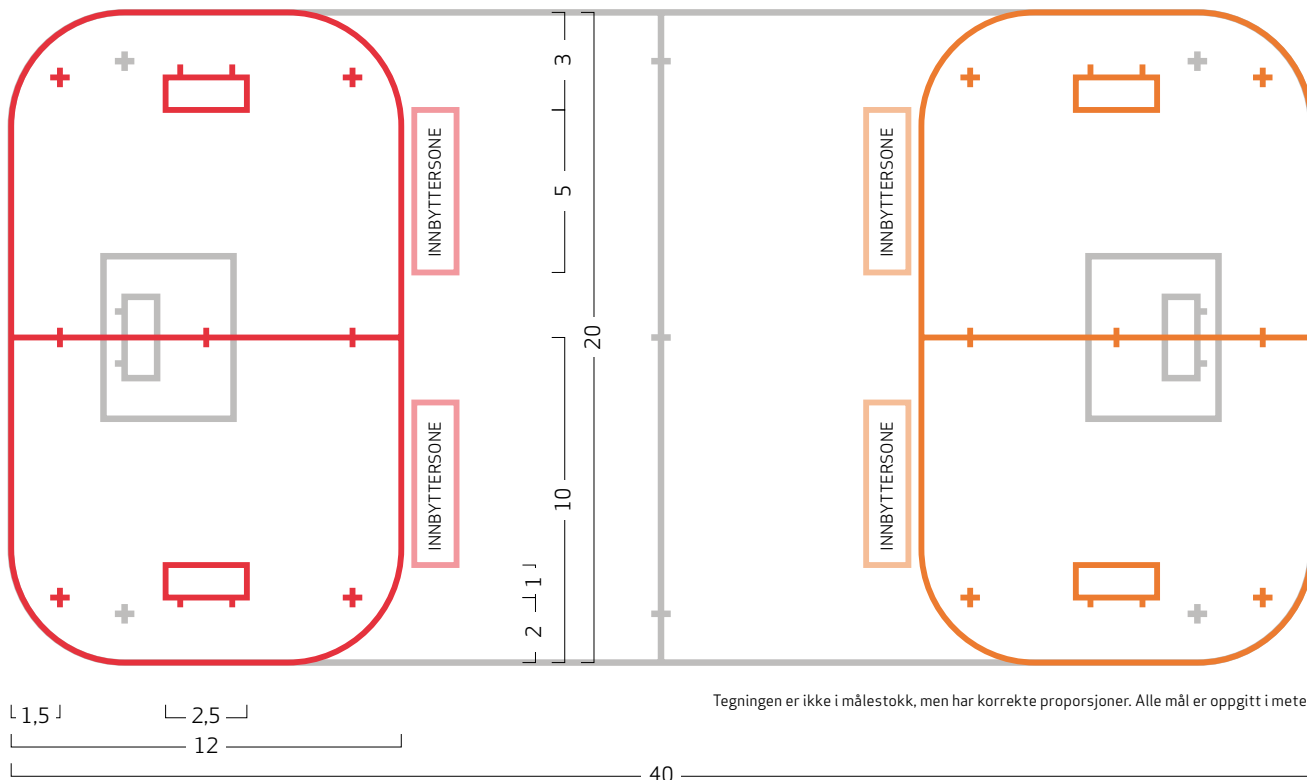 3
INNBYTTERSONE
INNBYTTERSONE
5
20
10
INNBYTTERSONE
INNBYTTERSONE
1
2
Tegningen er ikke i målestokk, men har korrekte proporsjoner. Alle mål er oppgitt i mete
1,5
2,5
12
40